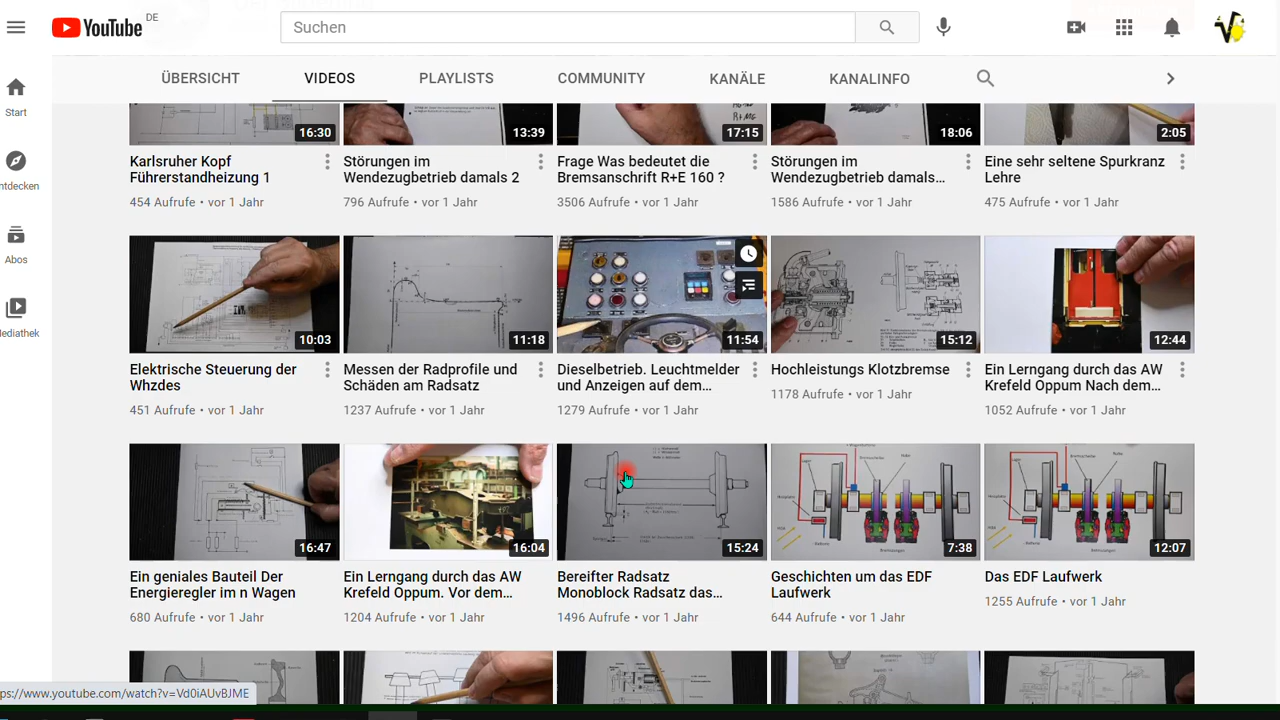 YouTube DE
Suchen
Start
ntdecken
Abos
Mediathek
ÜBERSICHT VIDEOS PLAYLISTS COMMUNITY KANÄLE KANALINFO
16:30 13:39 17:15 18:06 2:05
Karlsruher Kopf
Führerstandheizung 1
454 Aufrufe • vor 1 Jahr
Störungen im
Wendezugbetrieb damals 2
796 Aufrufe • vor 1 Jahr
Frage Was bedeutet die
Bremsanschrift R+E 160 ?
3506 Aufrufe • vor 1 Jahr
Störungen im
Wendezugbetrieb damals...
1586 Aufrufe • vor 1 Jahr
Eine sehr seltene Spurkranz
Lehre
475 Aufrufe • vor 1 Jahr
10:03 11:18 11:54 15:12 12:44
Elektrische Steuerung der
Whzdes
451 Aufrufe • vor 1 Jahr
Messen der Radprofile und
Schäden am Radsatz
1237 Aufrufe • vor 1 Jahr
Dieselbetrieb. Leuchtmelder
und Anzeigen auf dem...
1279 Aufrufe • vor 1 Jahr
Hochleistungs Klotzbremse
1178 Aufrufe • vor 1 Jahr
Ein Lerngang durch das AW
Krefeld Oppum Nach dem...
1052 Aufrufe • vor 1 Jahr
16:47 16:04 15:24 7:38 12:07
Ein geniales Bauteil Der
Energieregler im n Wagen
680 Aufrufe • vor 1 Jahr
Ein Lerngang durch das AW
Krefeld Oppum. Vor dem...
1204 Aufrufe • vor 1 Jahr
Bereifter Radsatz
Monoblock Radsatz das...
1496 Aufrufe • vor 1 Jahr
Geschichten um das EDF
Laufwerk
644 Aufrufe • vor 1 Jahr
Das EDF Laufwerk
1255 Aufrufe • vor 1 Jahr
ps://www.youtube.com/watch?v=Vd0iAUvBJME